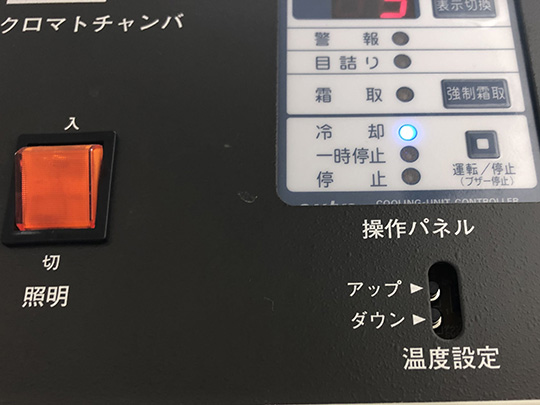 クロマトチャンバ
3
表示切換
警報
目詰り
霜取
強制霜取
入
冷却
一時停止
停止
運転/停止
(ブザー停止)
COOLING-UNIT CONTROLLER
操作パネル
切
照明
アップ▶
ダウン▶
温度設定